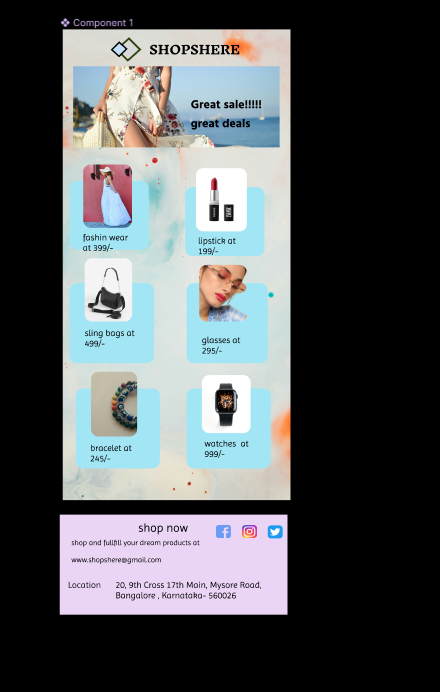 Component 1
SHOPSHERE
Great sale!!!!!
great deals
fashin wear
at 399/-
lipstick at
199/-
sling bags at
499/-
glasses at
295/-
bracelet at
245/-
watches at
999/-
shop now
shop and fullfill your dream products at
www.shopshere@gmail.com
Location
20, 9th Cross 17th Main, Mysore Road,
Bangalore , Karnataka- 560026